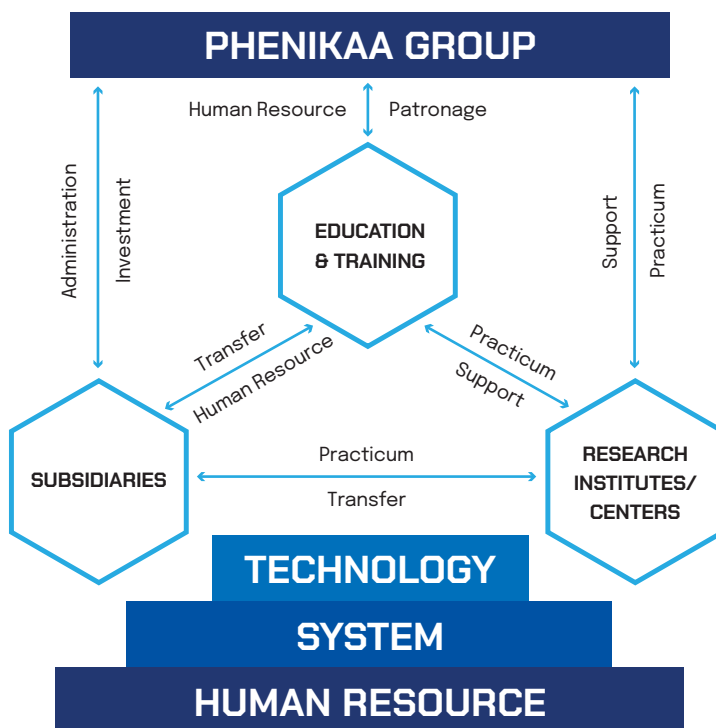 PHENIKAA GROUP
Human Resource
Patronage
Administration
Investment
Support
Practicum
EDUCATION
& TRAINING
Transfer
Human Resource
Practicum
Support
SUBSIDIARIES
Practicum
Transfer
RESEARCH
INSTITUTES/
CENTERS
TECHNOLOGY
SYSTEM
HUMAN RESOURCE